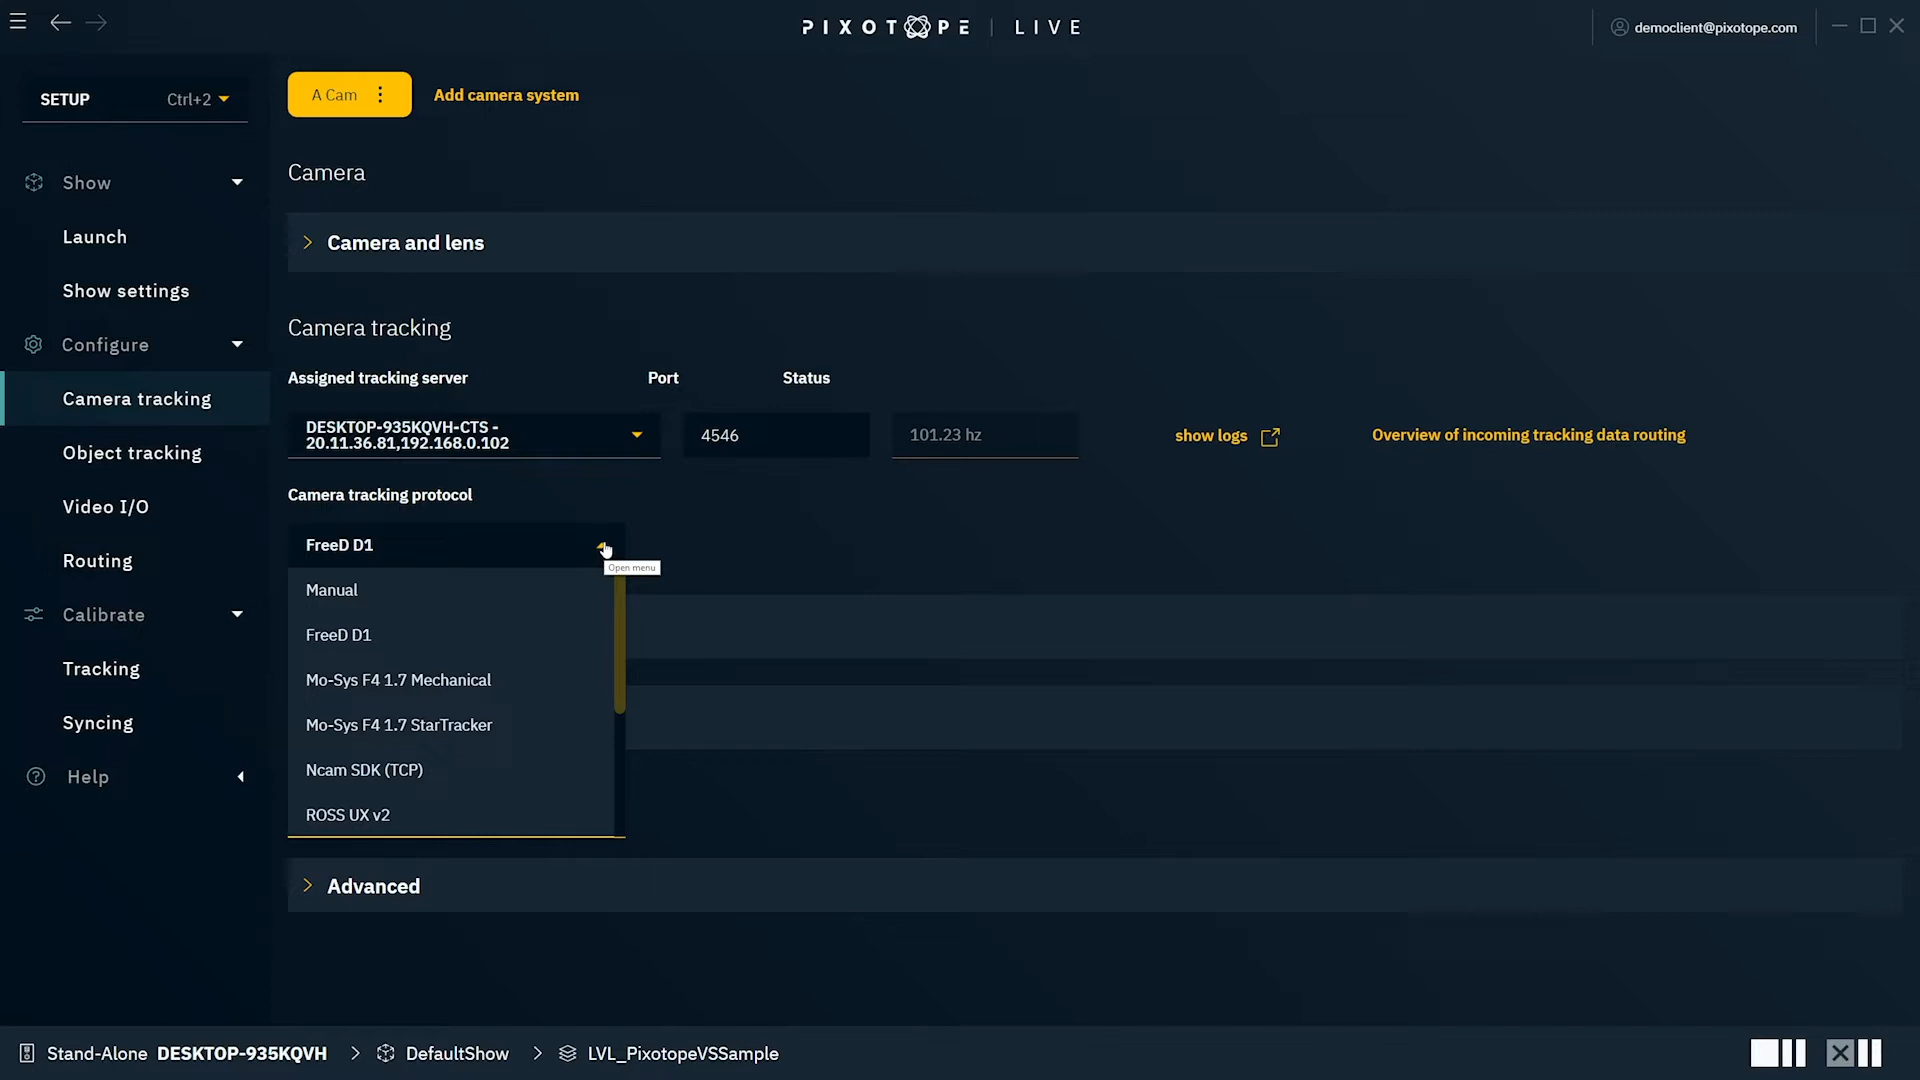 PIXOTOPE | LIVE
democlient@pixotope.com
SETUP Ctrl+2
A Cam
Add camera system
Show
Launch
Show settings
Configure
Camera tracking
Object tracking
Video I/O
Routing
Calibrate
Tracking
Syncing
Help
Camera
Camera and lens
Camera tracking
Assigned tracking server Port Status
DESKTOP-935KQVH-CTS -
20.11.36.81,192.168.0.102
4546
101.23 hz
show logs
Overview of incoming tracking data routing
Camera tracking protocol
FreeD D1
Open menu
Manual
FreeD D1
Mo-Sys F4 1.7 Mechanical
Mo-Sys F4 1.7 StarTracker
Ncam SDK (TCP)
ROSS UX v2
Advanced
Stand-Alone DESKTOP-935KQVH > DefaultShow > LVL_PixotopeVSSample